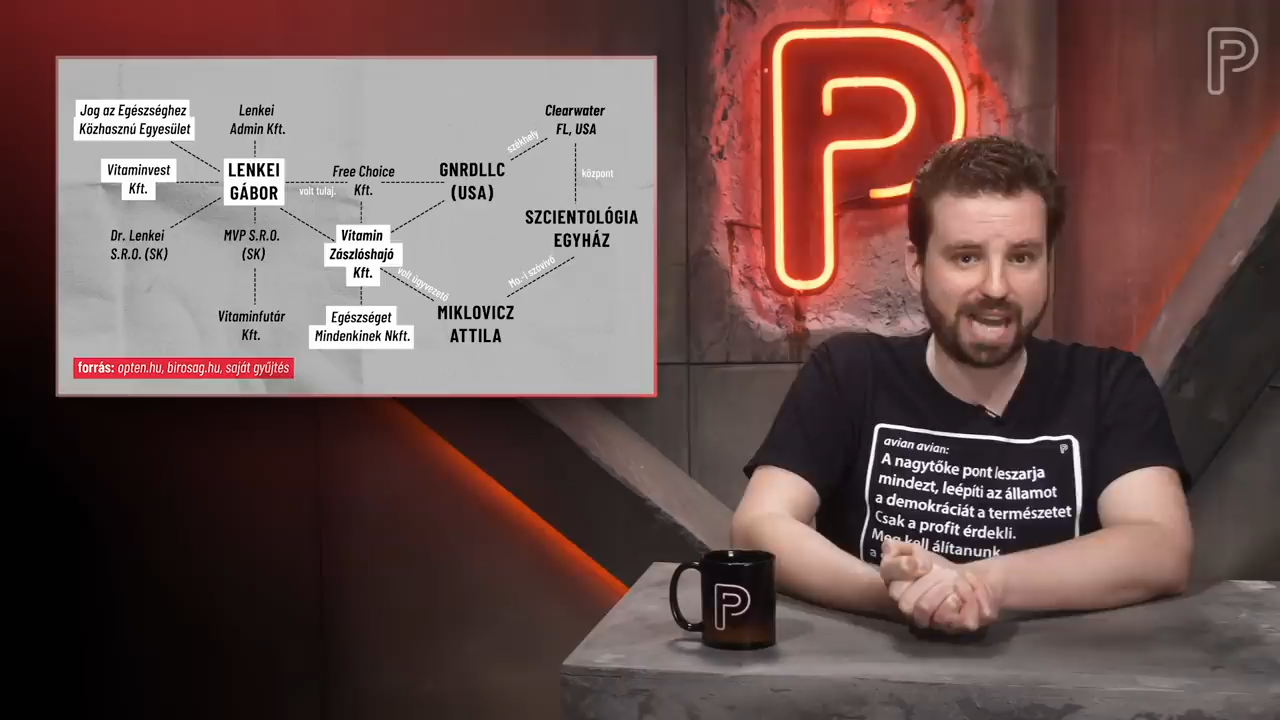 Jog az Egészséghez
Közhasznú Egyesület
Lenkei
Admin Kft.
Clearwater
FL, USA
székhely
Vitaminvest
Kft.
LENKEI
GÁBOR
volt tulaj.
Free Choice
Kft.
GNRDLLC
(USA)
központ
SZCIENTOLÓGIA
EGYHÁZ
Dr. Lenkei
S.R.O. (SK)
MVP S.R.O.
(SK)
Vitamin
Zászlóshajó
Kft.
volt ügyvezető
Mo.-i szóvivő
Vitaminfutár
Kft.
Egészséget
Mindenkinek Nkft.
MIKLOVICZ
ATTILA
forrás: opten.hu, birosag.hu, saját gyűjtés
P
P
avian avian:
P
A nagytőke pont leszarja
mindezt, leépíti az államot
a demokráciát a természetet
Csak a profit érdekli.
Meg kell álítanunk
a
P